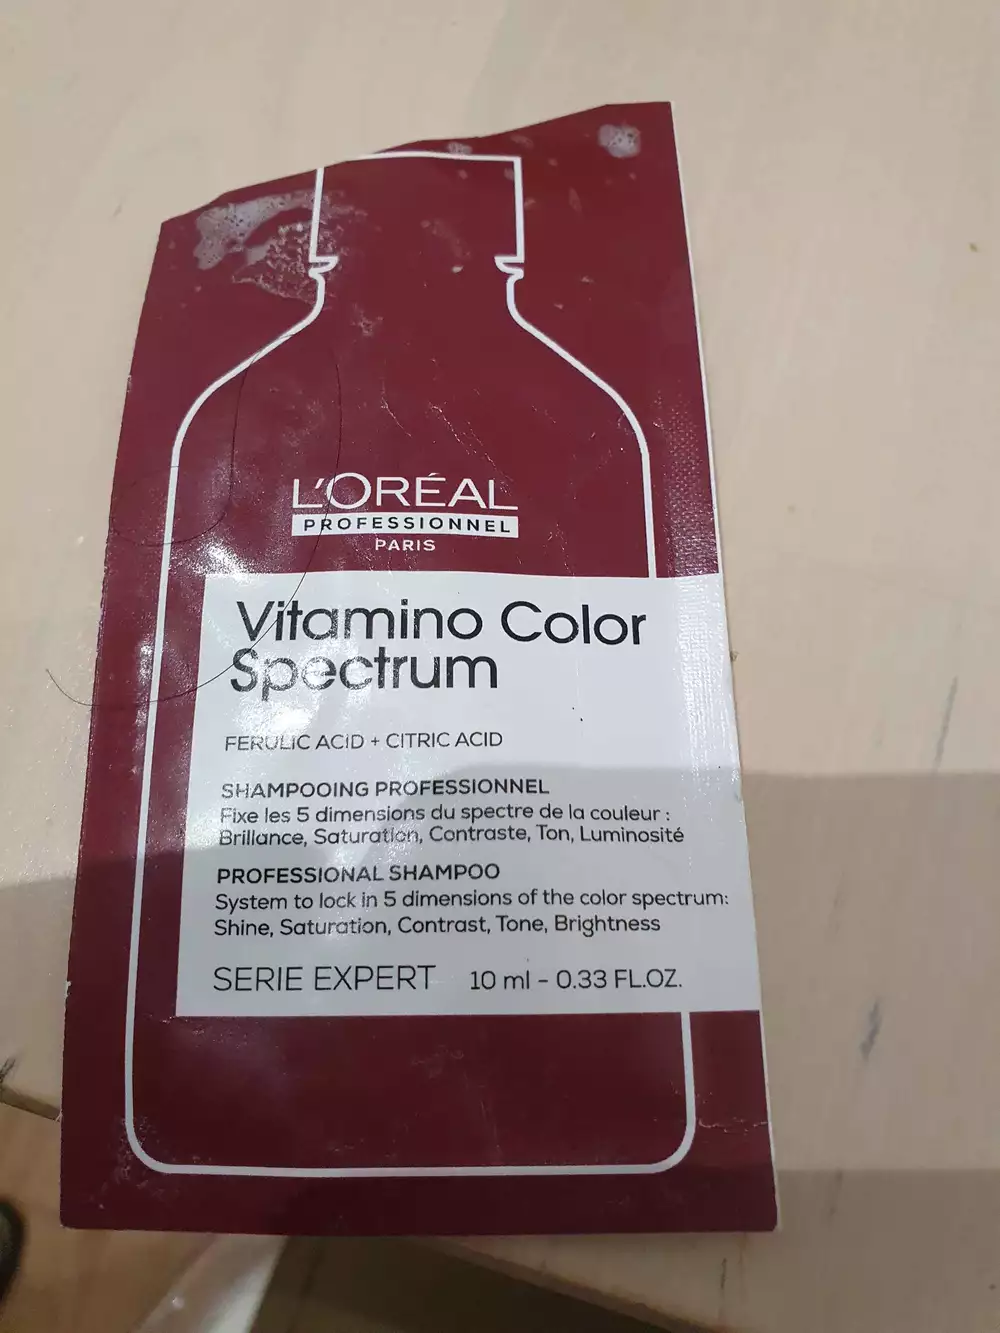 L'ORÉAL
PROFESSIONNEL
PARIS
Vitamino Color
Spectrum
FERULIC ACID + CITRIC ACID
SHAMPOOING PROFESSIONNEL
Fixe les 5 dimensions du spectre de la couleur :
Brillance, Saturation, Contraste, Ton, Luminosité
PROFESSIONAL SHAMPOO
System to lock in 5 dimensions of the color spectrum:
Shine, Saturation, Contrast, Tone, Brightness
SERIE EXPERT 10 ml - 0.33 FL.OZ.